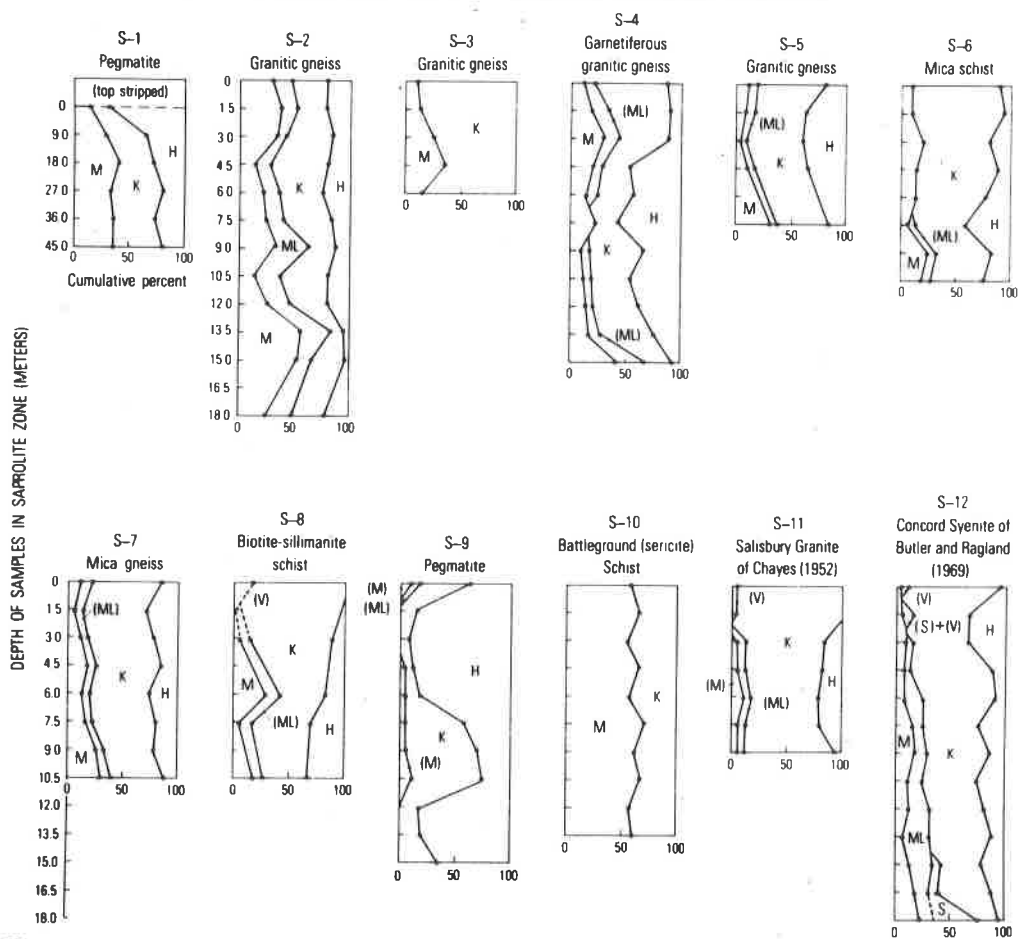 S–1
Pegmatite
(top stripped)
0
9 0
18 0
27 0
36 0
45 0
M
K
H
0 50 100
Cumulative percent
S–2
Granitic gneiss
0
1 5
3 0
4 5
6 0
7 5
9 0
10 5
12 0
13 5
15 0
16 5
18 0
K
H
ML
M
0 50 100
S–3
Granitic gneiss
K
M
0 50 100
S–4
Garnetiferous
granitic gneiss
(ML)
M
H
K
(ML)
0 50 100
S–5
Granitic gneiss
(ML)
K
H
M
0 50 100
S–6
Mica schist
K
H
(ML)
M
0 50 100
DEPTH OF SAMPLES IN SAPROLITE ZONE (METERS)
S–7
Mica gneiss
0
1 5
3 0
4.5
6 0
7.5
9 0
10.5
12.0
13.5
15.0
16.5
18.0
(ML)
K
H
M
0 50 100
S–8
Biotite-sillimanite
schist
(V)
K
M
(ML)
H
0 50 100
S–9
Pegmatite
(M)
(ML)
H
K
(M)
0 50 100
S–10
Battleground (sericite)
Schist
M
K
0 50 100
S–11
Salisbury Granite
of Chayes (1952)
(V)
K
(M)
(ML)
H
0 50 100
S–12
Concord Syenite of
Butler and Ragland
(1969)
(V)
(S)+(V)
H
M
K
ML
S
0 50 100